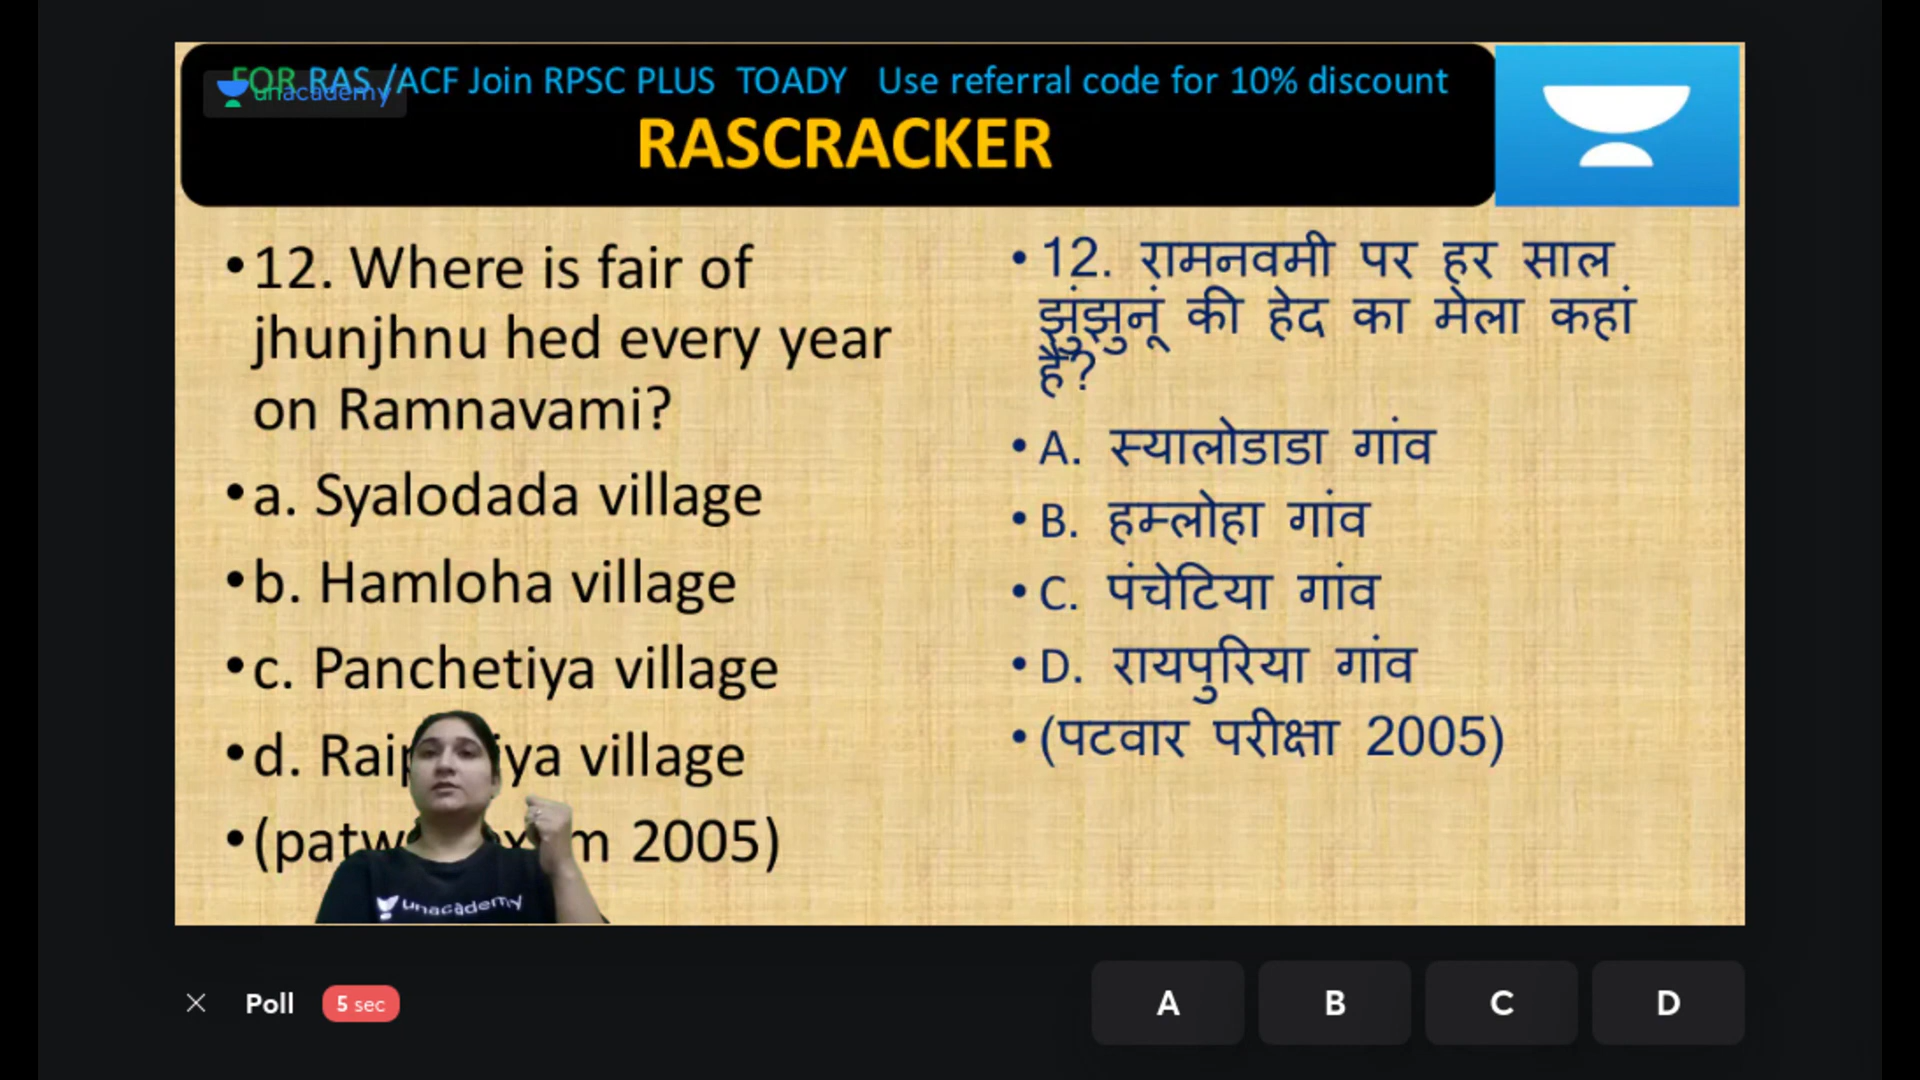 FOR RAS /ACF Join RPSC PLUS TOADY Use referral code for 10% discount
unacademy
RASCRACKER
•12. Where is fair of
jhunjhnu hed every year
on Ramnavami?
•a. Syalodada village
•b. Hamloha village
•c. Panchetiya village
•d. village
•( 2005)
•12. रामनवमी पर हर साल
झुंझुनूं की हेद का मेला कहां
है?
•A. स्यालोडाडा गांव
•B. हम्लोहा गांव
•C. पंचेटिया गांव
•D. रायपुरिया गांव
•(पटवार परीक्षा 2005)
unacademy
Poll 5 sec
A B C D